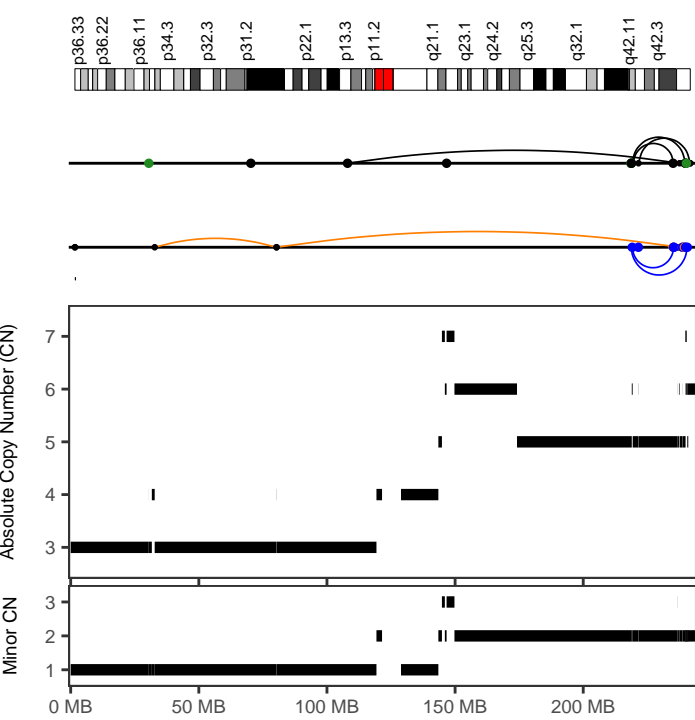 p36.33
p36.22
p36.11
p34.3
p32.3
p31.2
p22.1
p13.3
p11.2
q21.1
q23.1
q24.2
q25.3
q32.1
q42.11
q42.3
Absolute Copy Number (CN)
7
6
5
4
3
Minor CN
3
2
1
0 MB
50 MB
100 MB
150 MB
200 MB